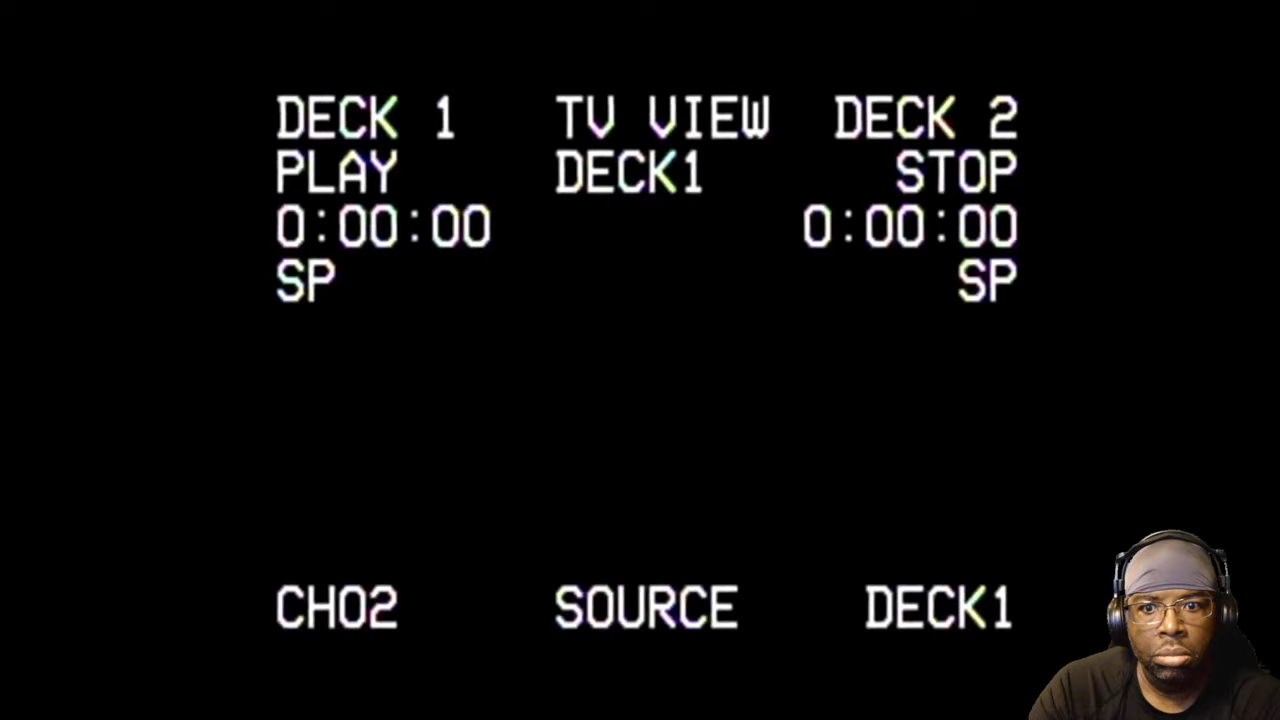 DECK 1 TV VIEW DECK 2
PLAY DECK1 STOP
0:00:00 0:00:00
SP SP
CH02 SOURCE DECK1